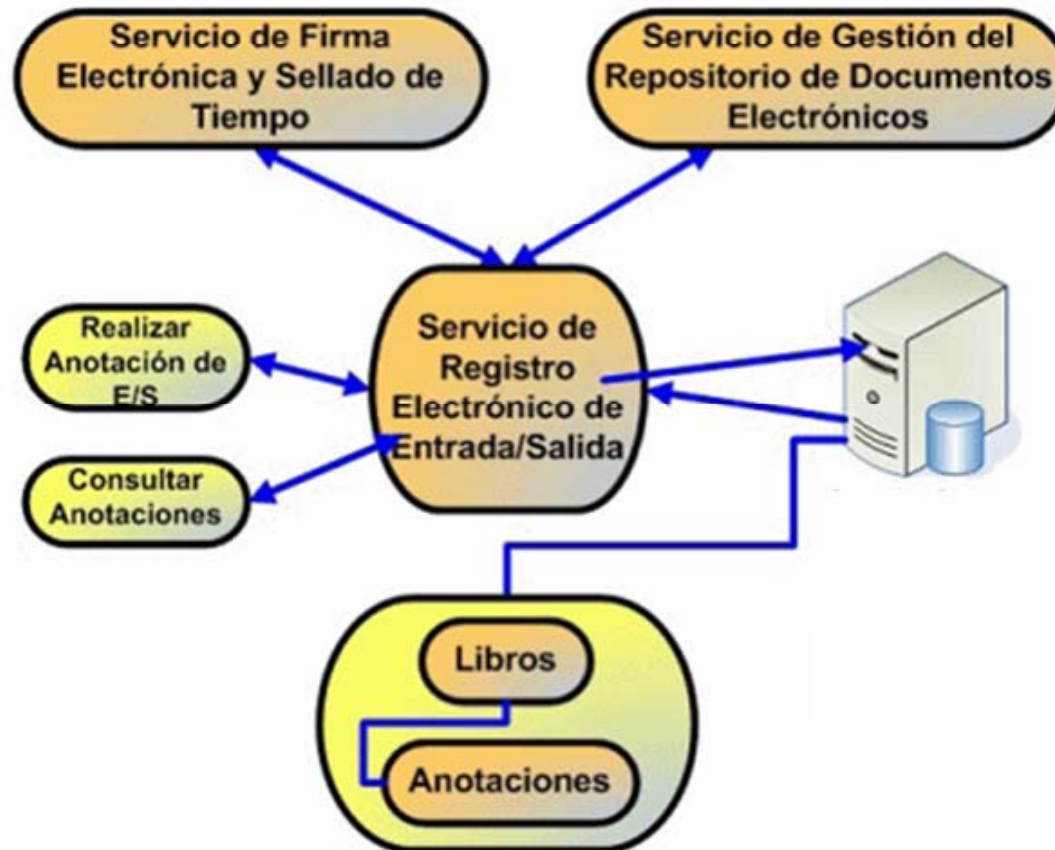 Servicio de Firma
Electrónica y Sellado de
Tiempo
Servicio de Gestión del
Repositorio de Documentos
Electrónicos
Realizar
Anotación de
E/S
Servicio de
Registro
Electrónico de
Entrada/Salida
Consultar
Anotaciones
Libros
Anotaciones